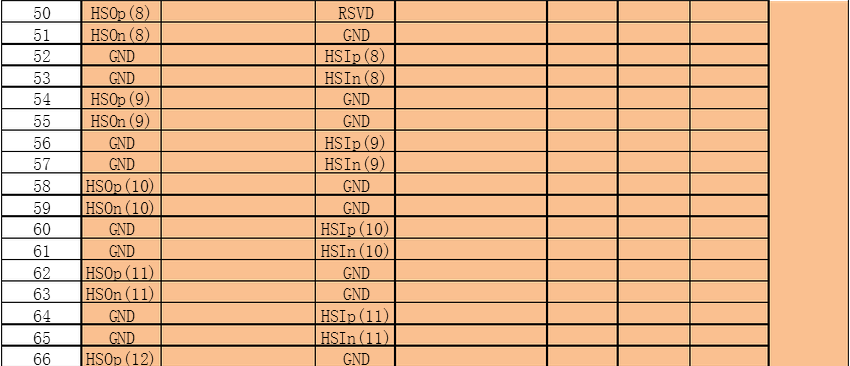 50 HSOp(8) RSVD
51 HSOn(8) GND
52 GND HSIp(8)
53 GND HSIn(8)
54 HSOp(9) GND
55 HSOn(9) GND
56 GND HSIp(9)
57 GND HSIn(9)
58 HSOp(10) GND
59 HSOn(10) GND
60 GND HSIp(10)
61 GND HSIn(10)
62 HSOp(11) GND
63 HSOn(11) GND
64 GND HSIp(11)
65 GND HSIn(11)
66 HSOp(12) GND